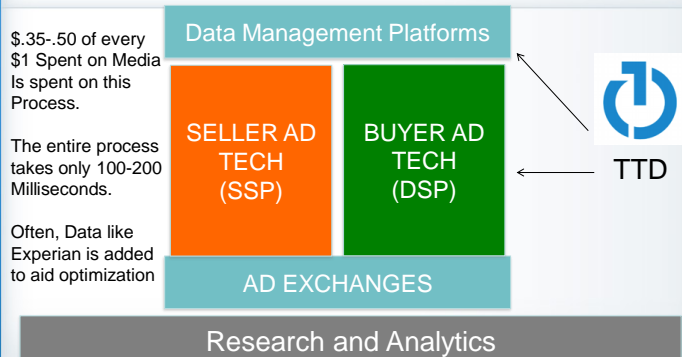 $.35-.50 of every
$1 Spent on Media
Is spent on this
Process.
The entire process
takes only 100-200
Milliseconds.
Often, Data like
Experian is added
to aid optimization
Data Management Platforms
SELLER AD
TECH
(SSP)
BUYER AD
TECH
(DSP)
TTD
AD EXCHANGES
Research and Analytics